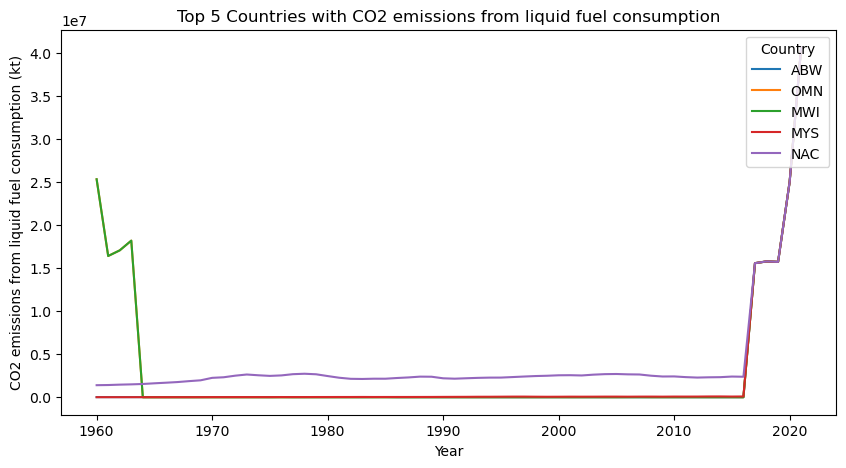 Top 5 Countries with CO2 emissions from liquid fuel consumption
1e7
CO2 emissions from liquid fuel consumption (kt)
4.0
3.5
3.0
2.5
2.0
1.5
1.0
0.5
0.0
1960
1970
1980
1990
2000
2010
2020
Year
Country
ABW
OMN
MWI
MYS
NAC